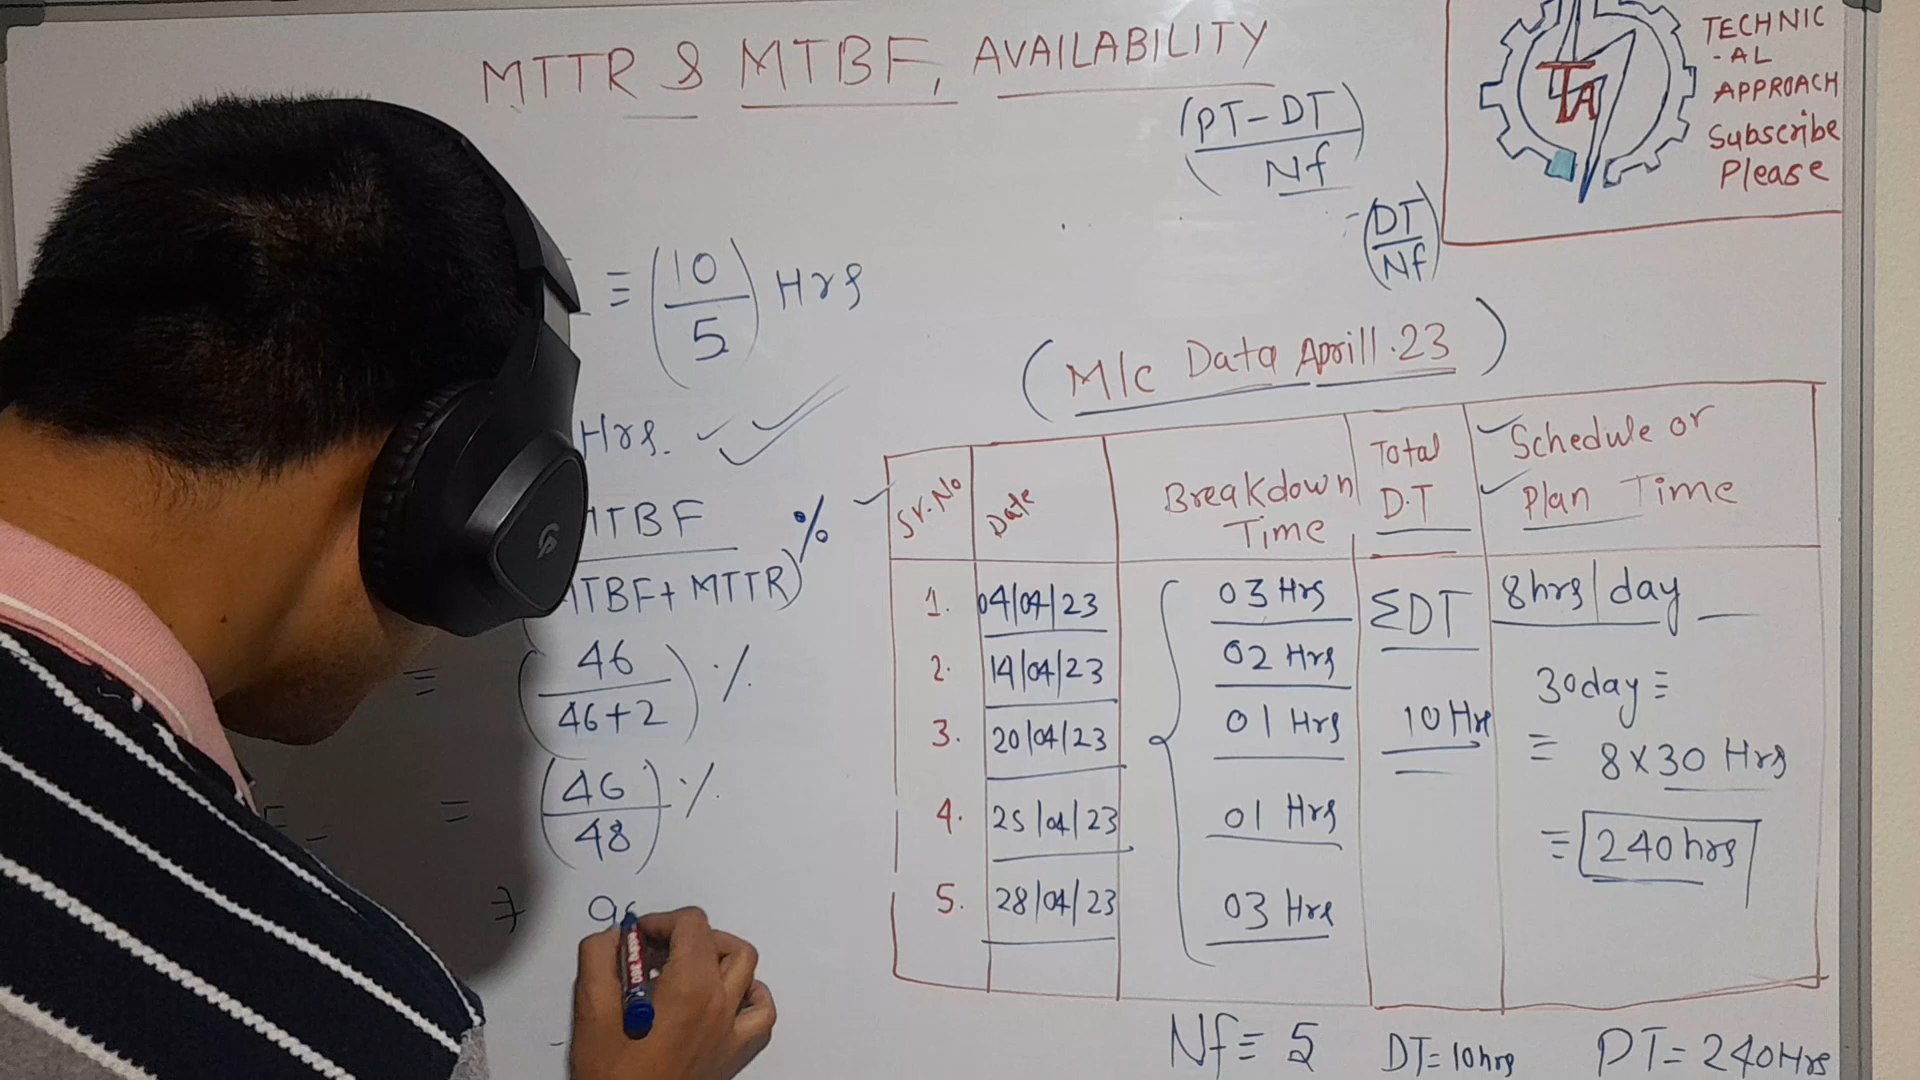 MTTR & MTBF, AVAILABILITY
(PT-DT)
Nf
(DT)
Nf
TA
TECHNIC
-AL
APPROACH
Subscribe
Please
≡ (10/5) Hrs
Hrs.
MTBF %
MTBF+ MTTR)
= (46/46+2) %
= (46/48) %
(M/c Data Aprill.23)
Sr.No Date Breakdown Time Total D.T Schedule or Plan Time
1. 04/04/23 03 Hrs ΣDT 8hrs/day
2. 14/04/23 02 Hrs 30day =
3. 20/04/23 01 Hrs 10 Hrs = 8x30 Hrs
4. 25/04/23 01 Hrs = 240hrs
5. 28/04/23 03 Hrs
Nf = 5 DT=10hrs PT=240Hrs